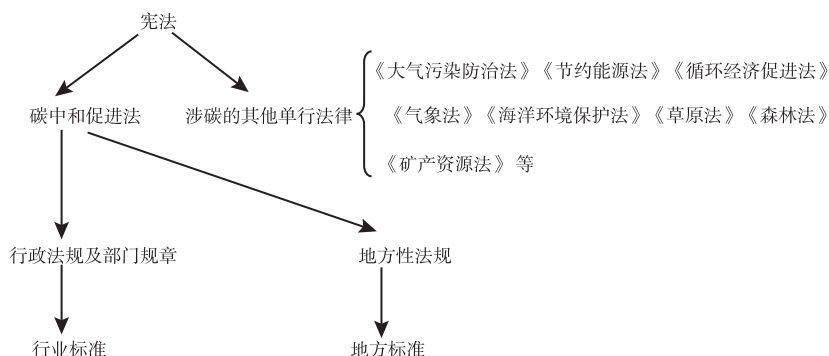 宪法
碳中和促进法
涉碳的其他单行法律
《大气污染防治法》《节约能源法》《循环经济促进法》
《气象法》《海洋环境保护法》《草原法》《森林法》
《矿产资源法》等
行政法规及部门规章
地方性法规
行业标准
地方标准